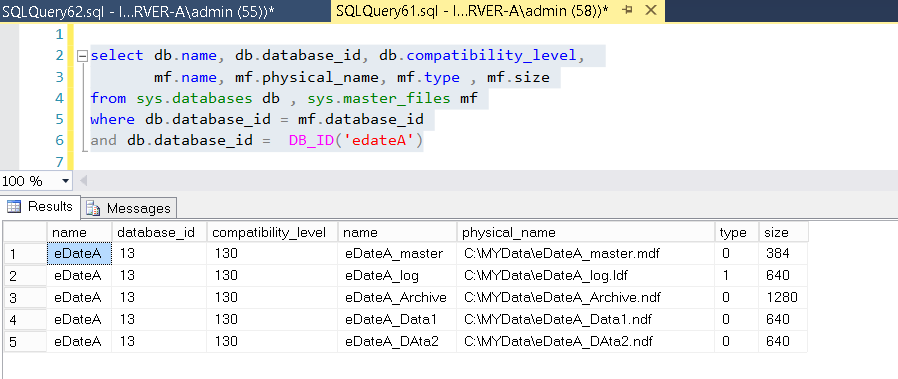 SQLQuery62.sql - I...RVER-A\admin (55))* SQLQuery61.sql - I...RVER-A\admin (58))*
1
2 select db.name, db.database_id, db.compatibility_level,
3 mf.name, mf.physical_name, mf.type , mf.size
4 from sys.databases db , sys.master_files mf
5 where db.database_id = mf.database_id
6 and db.database_id = DB_ID('edateA')
7
100 %
Results Messages
name database_id compatibility_level name physical_name type size
1 eDateA 13 130 eDateA_master C:\MYData\eDateA_master.mdf 0 384
2 eDateA 13 130 eDateA_log C:\MYData\eDateA_log.ldf 1 640
3 eDateA 13 130 eDateA_Archive C:\MYData\eDateA_Archive.ndf 0 1280
4 eDateA 13 130 eDateA_Data1 C:\MYData\eDateA_Data1.ndf 0 640
5 eDateA 13 130 eDateA_DAta2 C:\MYData\eDateA_DAta2.ndf 0 640